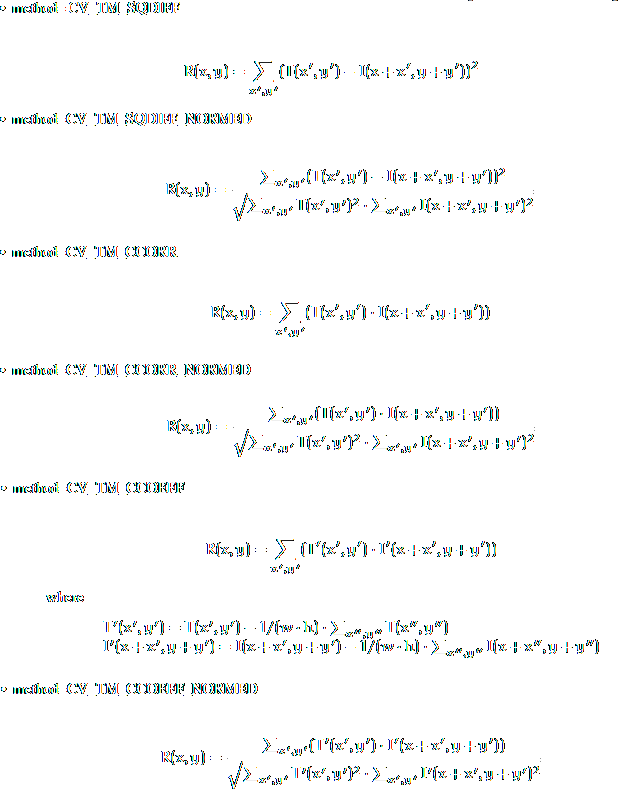 method=CV_TM_SQDIFF
R(x,y) = ∑_{x′,y′} (T(x′,y′) − I(x+x′,y+y′))²
method=CV_TM_SQDIFF_NORMED
R(x,y) = ∑_{x′,y′}(T(x′,y′) − I(x+x′,y+y′))² / √(∑_{x′,y′} T(x′,y′)² · ∑_{x′,y′} I(x+x′,y+y′)²)
method=CV_TM_CCORR
R(x,y) = ∑_{x′,y′} (T(x′,y′) · I(x+x′,y+y′))
method=CV_TM_CCORR_NORMED
R(x,y) = ∑_{x′,y′}(T(x′,y′) · I(x+x′,y+y′)) / √(∑_{x′,y′} T(x′,y′)² · ∑_{x′,y′} I(x+x′,y+y′)²)
method=CV_TM_CCOEFF
R(x,y) = ∑_{x′,y′} (T′(x′,y′) · I′(x+x′,y+y′))
where
T′(x′,y′) = T(x′,y′) − 1/(w·h) · ∑_{x″,y″} T(x″,y″)
I′(x+x′,y+y′) = I(x+x′,y+y′) − 1/(w·h) · ∑_{x″,y″} I(x+x″,y+y″)
method=CV_TM_CCOEFF_NORMED
R(x,y) = ∑_{x′,y′}(T′(x′,y′) · I′(x+x′,y+y′)) / √(∑_{x′,y′} T′(x′,y′)² · ∑_{x′,y′} I′(x+x′,y+y′)²)